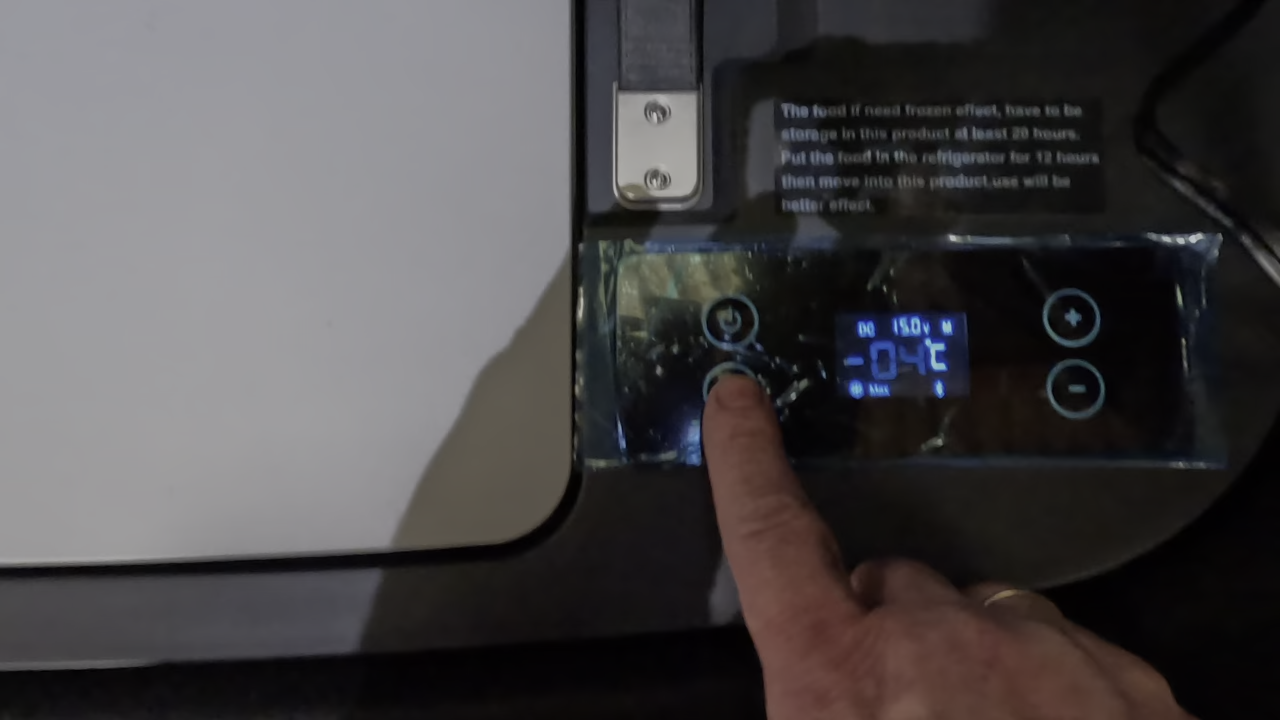 The food if need frozen effect, have to be
storage in this product at least 20 hours.
Put the food in the refrigerator for 12 hours
then move into this product,use will be
better effect.
DC 15.0V M
-04°C
Max